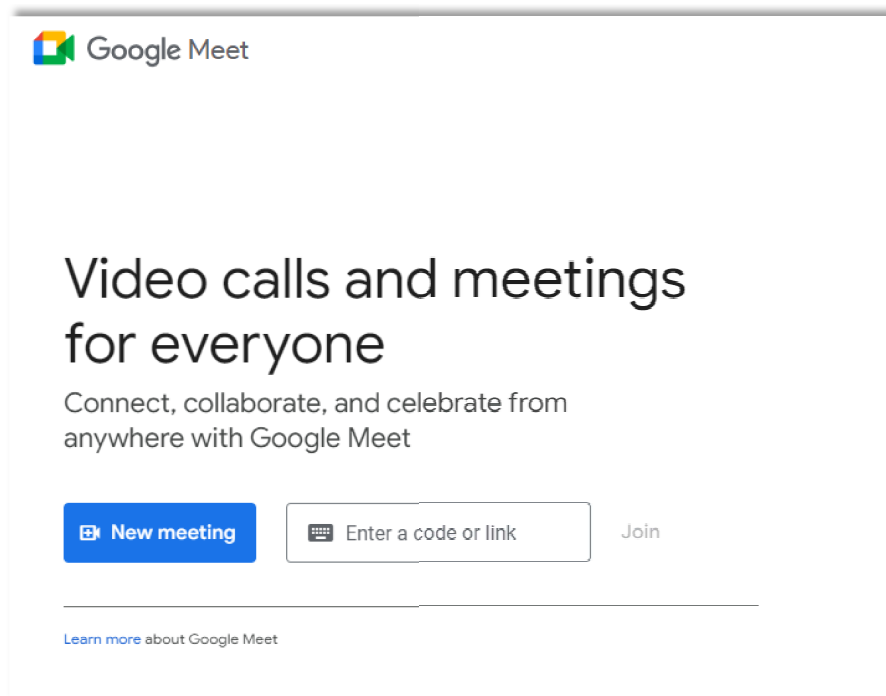 Google Meet
Video calls and meetings
for everyone
Connect, collaborate, and celebrate from
anywhere with Google Meet
New meeting
Enter a code or link
Join
Learn more about Google Meet